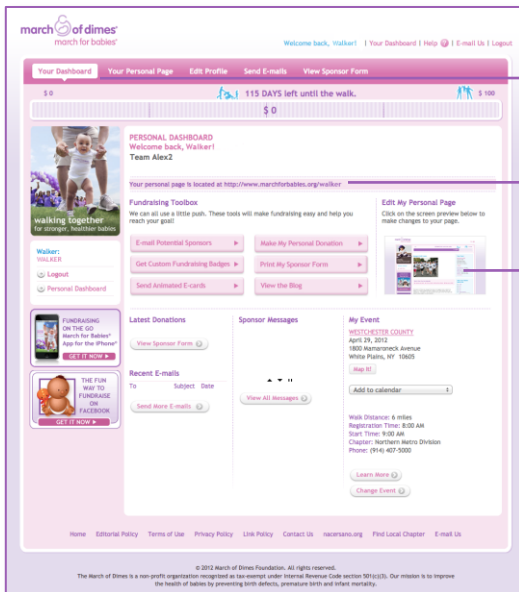 march of dimes®
march for babies®
Welcome back, Walker! | Your Dashboard | Help ? | E-mail Us | Logout
Your Dashboard Your Personal Page Edit Profile Send E-mails View Sponsor Form
$ 0 115 DAYS left until the walk. $ 100
$ 0
PERSONAL DASHBOARD
Welcome back, Walker!
Team Alex2
Your personal page is located at http://www.marchforbabies.org/walker
walking together
for stronger, healthier babies
Walker:
WALKER
Logout
Personal Dashboard
FUNDRAISING
ON THE GO
March for Babies®
App for the iPhone®
GET IT NOW ▶
THE FUN
WAY TO
FUNDRAISE
ON
FACEBOOK
GET IT NOW ▶
Fundraising Toolbox
We can all use a little push. These tools will make fundraising easy and help you
reach your goal!
E-mail Potential Sponsors ▶ Make My Personal Donation ▶
Get Custom Fundraising Badges ▶ Print My Sponsor Form ▶
Send Animated E-cards ▶ View the Blog ▶
Edit My Personal Page
Click on the screen preview below to
make changes to your page.
Latest Donations
View Sponsor Form
Recent E-mails
To Subject Date
Send More E-mails
Sponsor Messages
View All Messages
My Event
WESTCHESTER COUNTY
April 29, 2012
1800 Mamaroneck Avenue
White Plains, NY 10605
Map It!
Add to calendar
Walk Distance: 6 miles
Registration Time: 8:00 AM
Start Time: 9:00 AM
Chapter: Northern Metro Division
Phone: (914) 407-5000
Learn More
Change Event
Home Editorial Policy Terms of Use Privacy Policy Link Policy Contact Us nacersano.org Find Local Chapter E-mail Us
© 2012 March of Dimes Foundation. All rights reserved.
The March of Dimes is a non-profit organization recognized as tax-exempt under Internal Revenue Code section 501(c)(3). Our mission is to improve
the health of babies by preventing birth defects, premature birth and infant mortality.